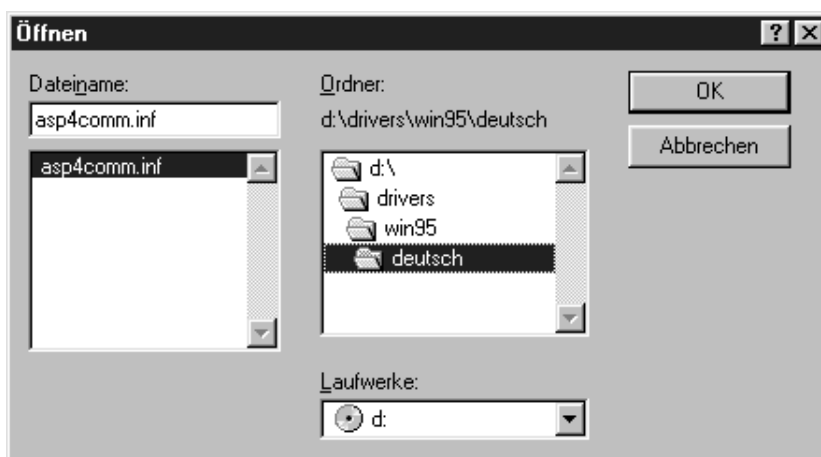 Öffnen
Dateiname:
asp4comm.inf
asp4comm.inf
Ordner:
d:\drivers\win95\deutsch
d:\
drivers
win95
deutsch
Laufwerke:
d:
OK
Abbrechen